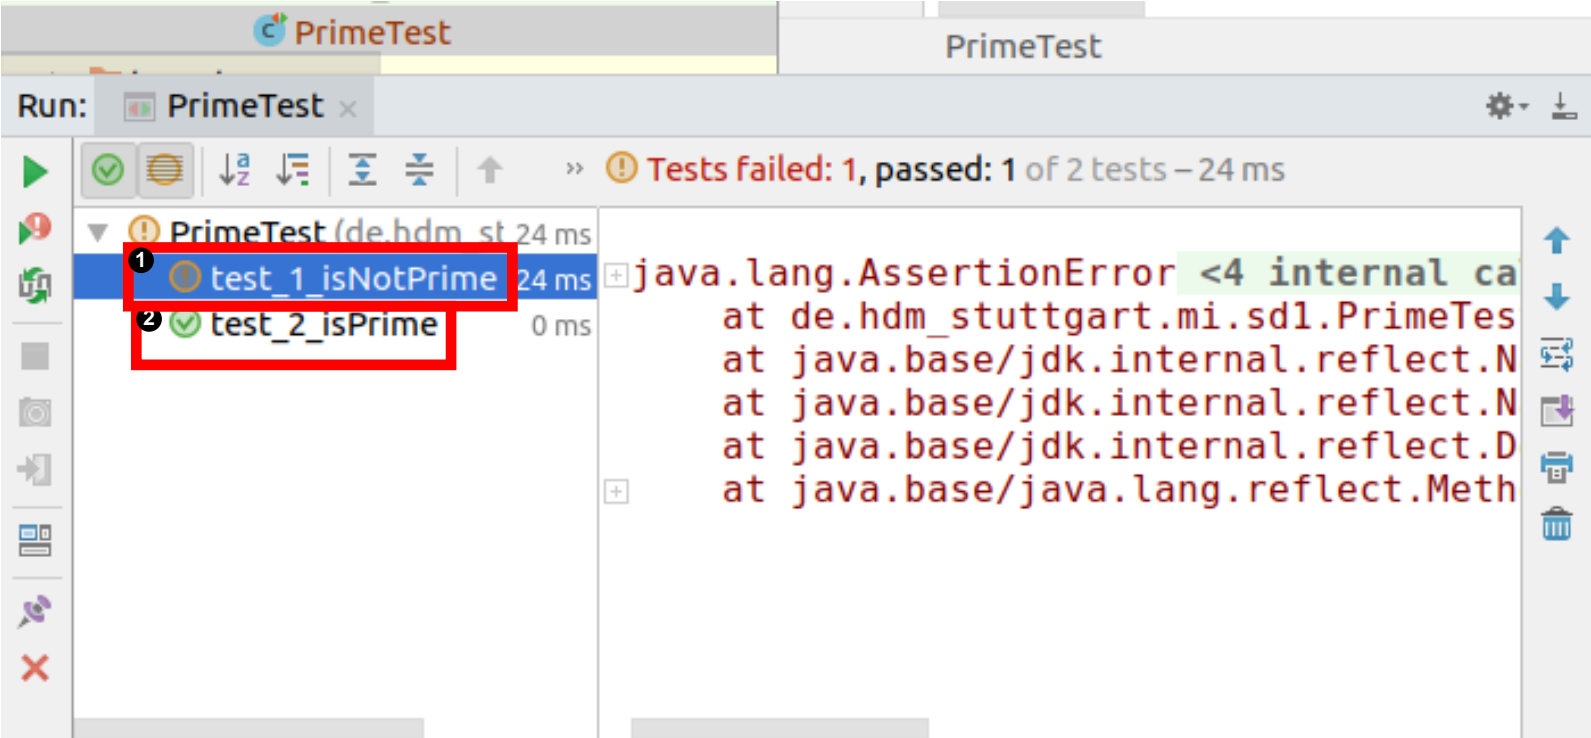 PrimeTest
PrimeTest
Run: PrimeTest
Tests failed: 1, passed: 1 of 2 tests – 24 ms
PrimeTest (de.hdm_st 24 ms
1 test_1_isNotPrime 24 ms
2 test_2_isPrime 0 ms
java.lang.AssertionError <4 internal ca
at de.hdm_stuttgart.mi.sd1.PrimeTes
at java.base/jdk.internal.reflect.N
at java.base/jdk.internal.reflect.N
at java.base/jdk.internal.reflect.D
at java.base/java.lang.reflect.Meth